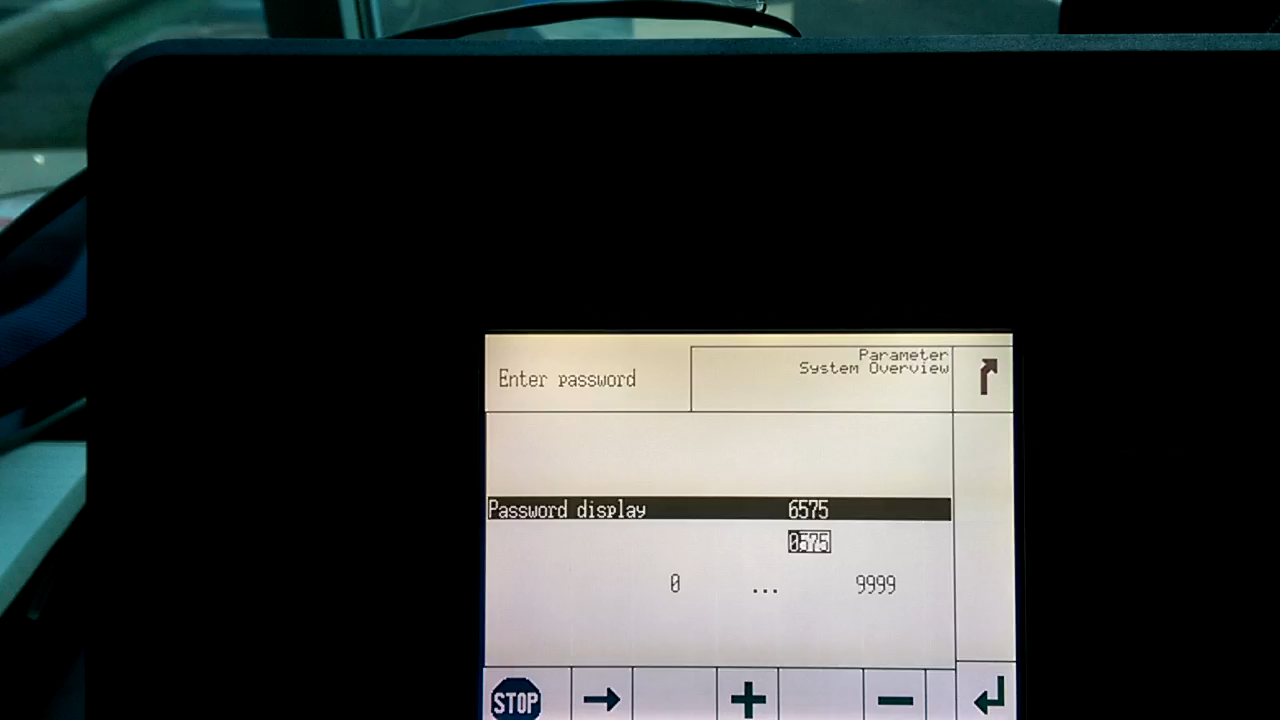 Parameter
Enter password System Overview
Password display 6575
0575
0 ... 9999
STOP